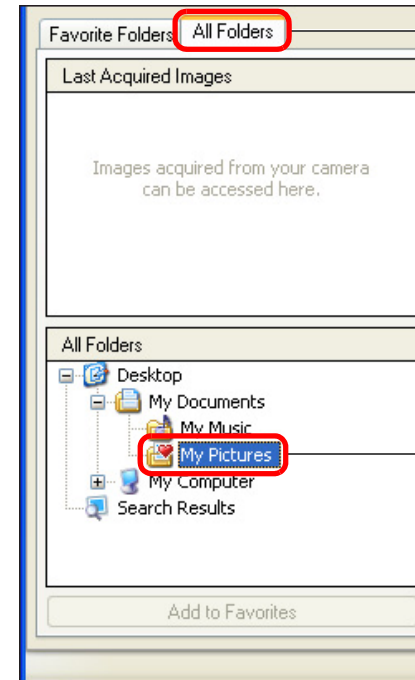 Favorite Folders All Folders
Last Acquired Images
Images acquired from your camera
can be accessed here.
All Folders
Desktop
My Documents
My Music
My Pictures
My Computer
Search Results
Add to Favorites